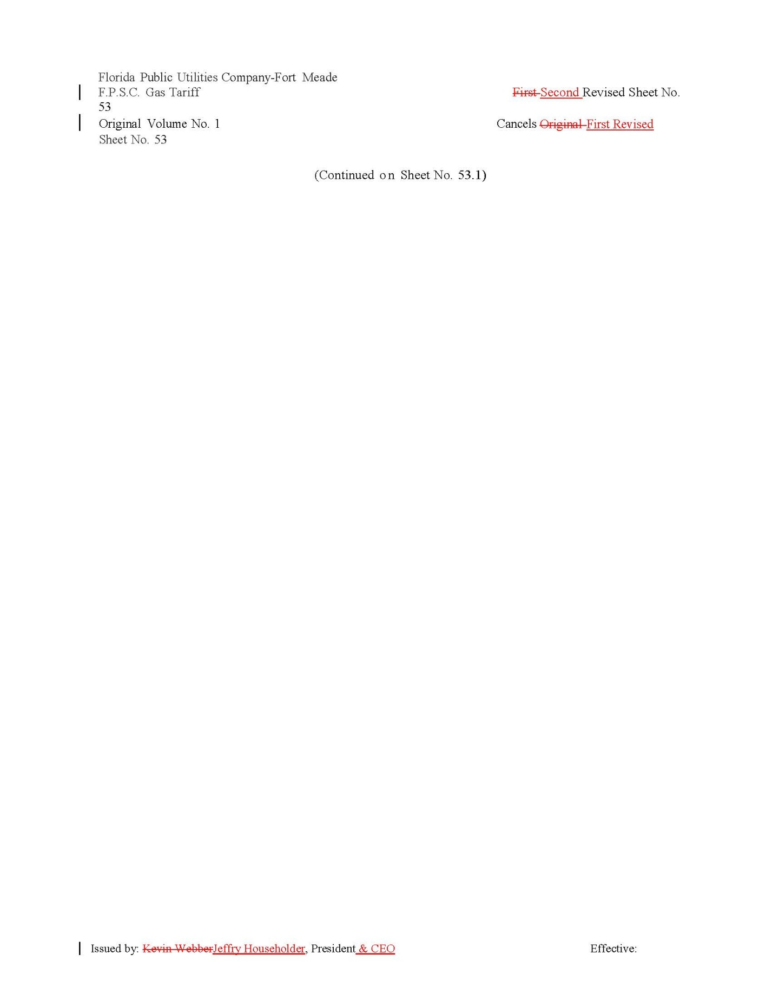 Florida Public Utilities Company-Fort Meade
F.P.S.C. Gas Tariff First Second Revised Sheet No.
53
Original Volume No. 1 Cancels Original First Revised
Sheet No. 53
(Continued on Sheet No. 53.1)
Issued by: Kevin WebberJeffry Householder, President & CEO Effective: